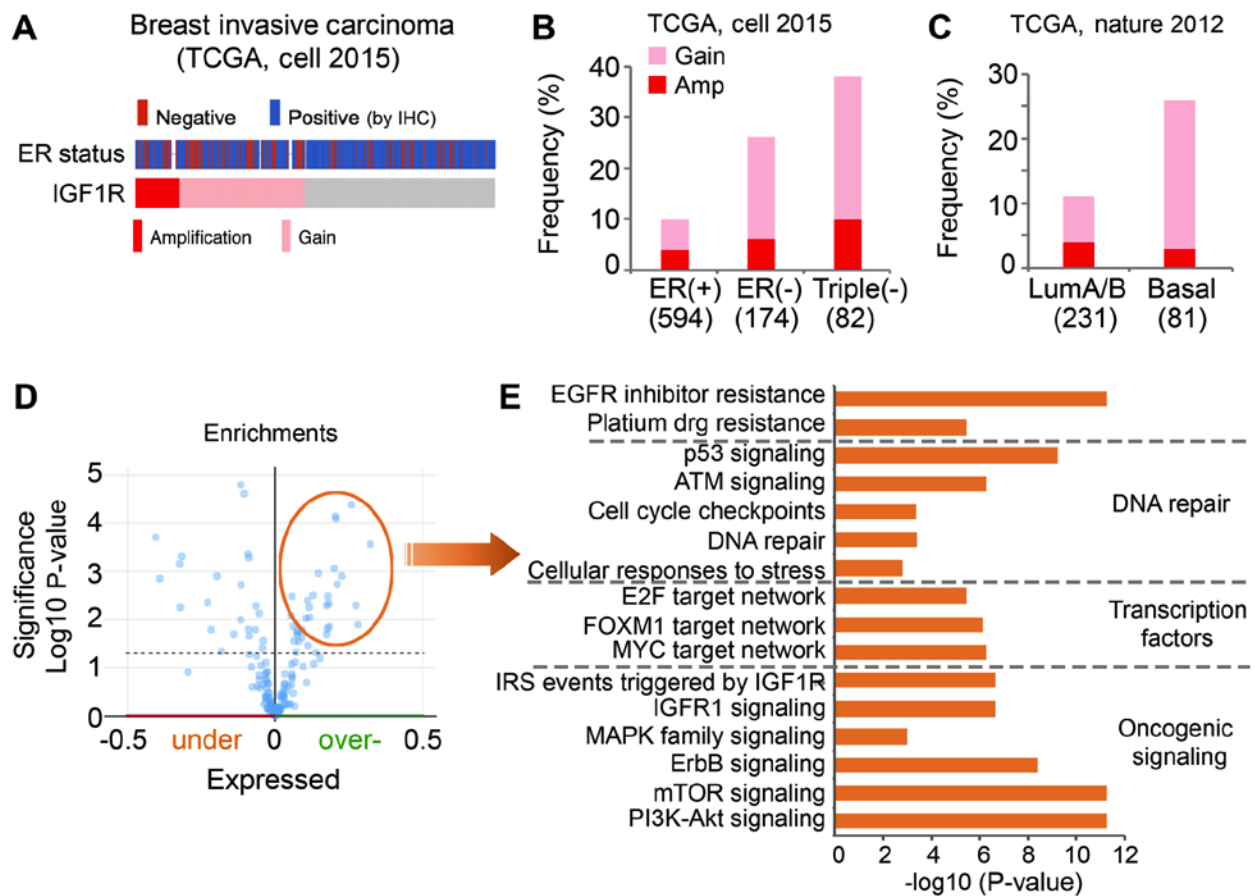 A
Breast invasive carcinoma
(TCGA, cell 2015)
Negative
Positive (by IHC)
ER status
IGF1R
Amplification
Gain
B
TCGA, cell 2015
Gain
Amp
Frequency (%)
40
30
20
10
0
ER(+)
ER(-)
Triple(-)
(594)
(174)
(82)
C
TCGA, nature 2012
Frequency (%)
30
20
10
0
LumA/B
Basal
(231)
(81)
D
Enrichments
Significance
Log10 P-value
5
4
3
2
1
0
-0.5
under
0
over-
0.5
Expressed
E
EGFR inhibitor resistance
Platium drg resistance
p53 signaling
ATM signaling
Cell cycle checkpoints
DNA repair
Cellular responses to stress
DNA repair
E2F target network
FOXM1 target network
MYC target network
Transcription
factors
IRS events triggered by IGF1R
IGFR1 signaling
MAPK family signaling
ErbB signaling
mTOR signaling
PI3K-Akt signaling
Oncogenic
signaling
0
2
4
6
8
10
12
-log10 (P-value)